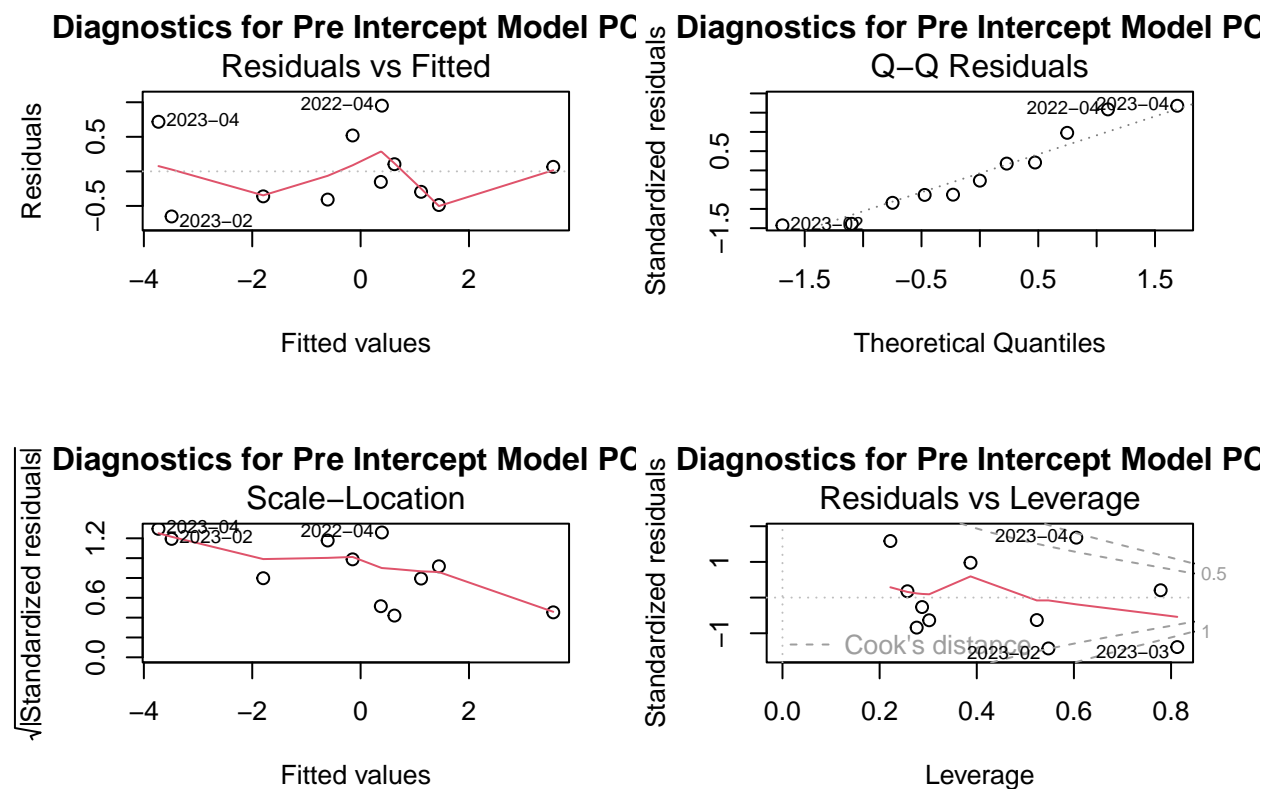 Diagnostics for Pre Intercept Model PC
Residuals vs Fitted
Residuals
0.5
−0.5
2023−04
2022−04
2023−02
−4 −2 0 2
Fitted values
Diagnostics for Pre Intercept Model PC
Q−Q Residuals
Standardized residuals
0.5
−1.5
2022−04
2023−04
2023−02
−1.5 −0.5 0.5 1.5
Theoretical Quantiles
Diagnostics for Pre Intercept Model PC
Scale−Location
√|Standardized residuals|
1.2
0.6
0.0
2023−04
2023−02
2022−04
−4 −2 0 2
Fitted values
Diagnostics for Pre Intercept Model PC
Residuals vs Leverage
Standardized residuals
1
−1
2023−04
0.5
1
Cook's distance
2023−02
2023−03
0.0 0.2 0.4 0.6 0.8
Leverage